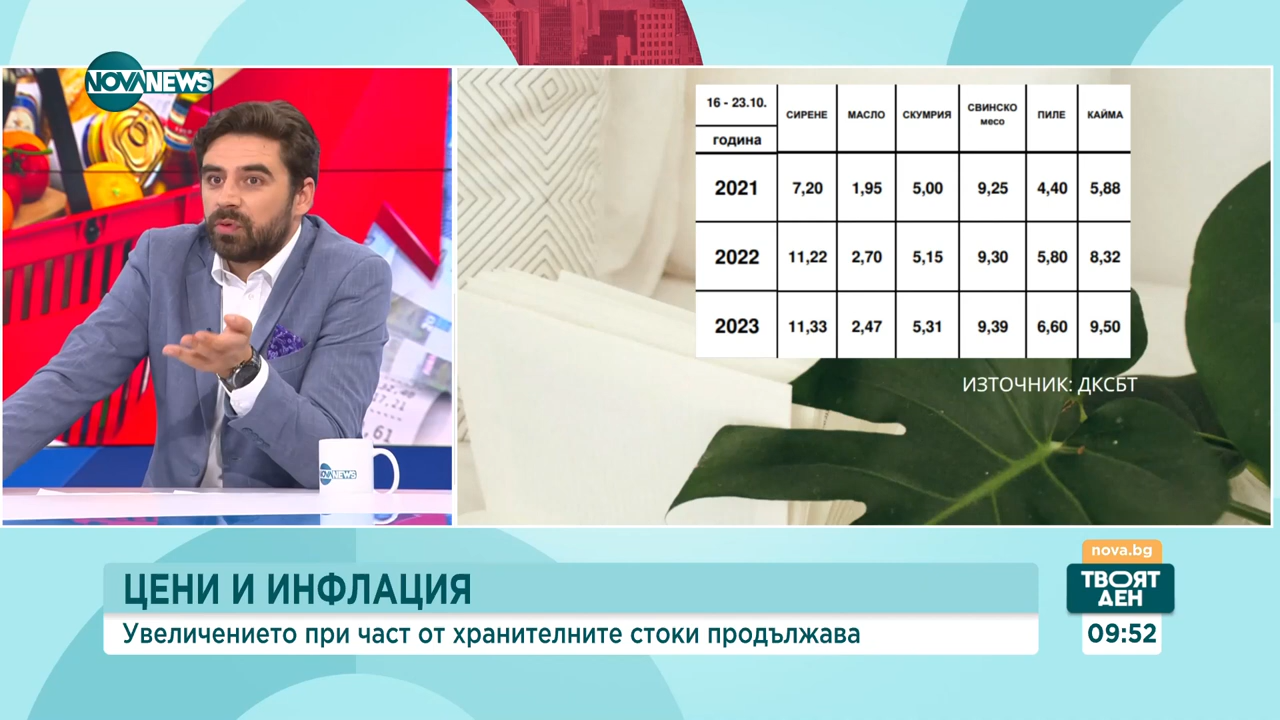 NOVANEWS
16 - 23.10.
година
СИРЕНЕ МАСЛО СКУМРИЯ СВИНСКО месо ПИЛЕ КАЙМА
2021 7,20 1,95 5,00 9,25 4,40 5,88
2022 11,22 2,70 5,15 9,30 5,80 8,32
2023 11,33 2,47 5,31 9,39 6,60 9,50
ИЗТОЧНИК: ДКСБТ
NOVANEWS
ЦЕНИ И ИНФЛАЦИЯ
Увеличението при част от хранителните стоки продължава
nova.bg
ТВОЯТ
ДЕН
09:52